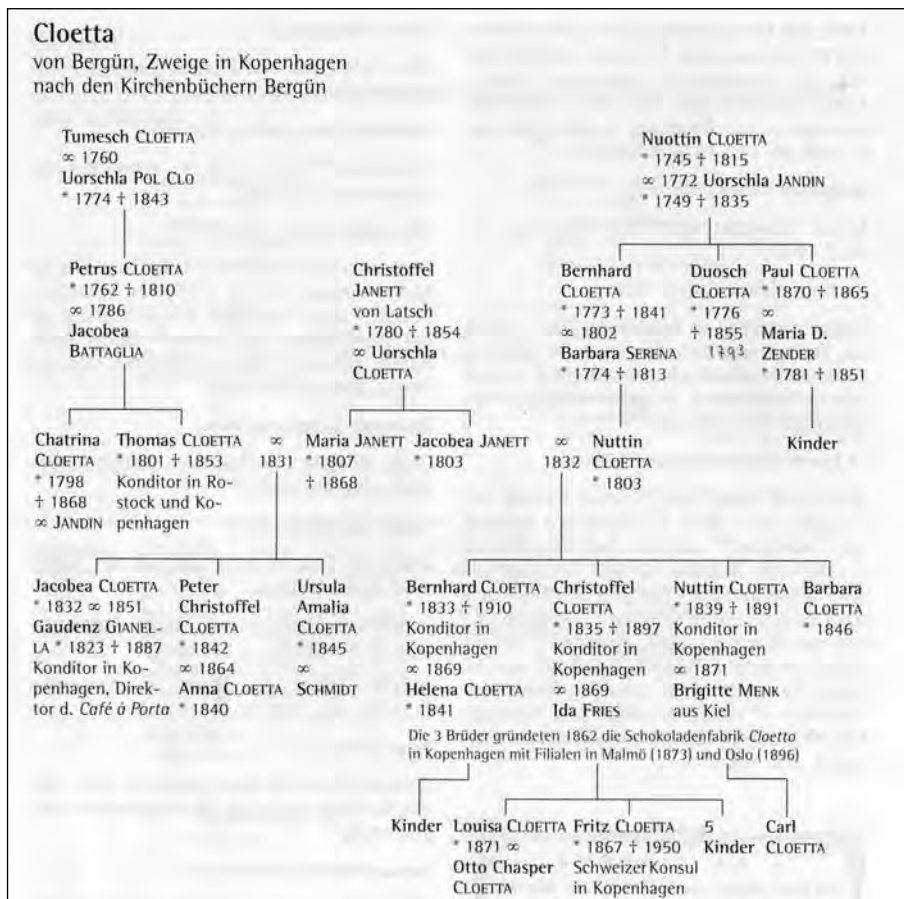 Cloetta
von Bergün, Zweige in Kopenhagen
nach den Kirchenbüchern Bergün
Tumesch CLOETTA
∞ 1760
Uorschla POL CLO
* 1774 † 1843
Nuottin CLOETTA
* 1745 † 1815
∞ 1772 Uorschla JANDIN
* 1749 † 1835
Petrus CLOETTA
* 1762 † 1810
∞ 1786
Jacobea
BATTAGLIA
Christoffel
JANETT
von Latsch
* 1780 † 1854
∞ Uorschla
CLOETTA
Bernhard
CLOETTA
* 1773 † 1841
∞ 1802
Barbara SERENA
* 1774 † 1813
Duosch
CLOETTA
* 1776
† 1855
1793
Paul CLOETTA
* 1870 † 1865
∞
Maria D.
ZENDER
* 1781 † 1851
Chatrina
CLOETTA
* 1798
† 1868
∞ JANDIN
Thomas CLOETTA
* 1801 † 1853
Konditor in Ro-
stock und Ko-
penhagen
∞
1831
Maria JANETT
* 1807
† 1868
Jacobea JANETT
* 1803
∞
1832
Nuttin
CLOETTA
* 1803
Kinder
Jacobea CLOETTA
* 1832 ∞ 1851
Gaudenz GIANEL-
LA * 1823 † 1887
Konditor in Ko-
penhagen, Direk-
tor d. Café à Porta
Peter
Christoffel
CLOETTA
* 1842
∞ 1864
Anna CLOETTA
* 1840
Ursula
Amalia
CLOETTA
* 1845
∞
SCHMIDT
Bernhard CLOETTA
* 1833 † 1910
Konditor in
Kopenhagen
∞ 1869
Helena CLOETTA
* 1841
Christoffel
CLOETTA
* 1835 † 1897
Konditor in
Kopenhagen
∞ 1869
Ida FRIES
Nuttin CLOETTA
* 1839 † 1891
Konditor in
Kopenhagen
∞ 1871
Brigitte MENK
aus Kiel
Barbara
CLOETTA
* 1846
Die 3 Brüder gründeten 1862 die Schokoladenfabrik Cloetta
in Kopenhagen mit Filialen in Malmö (1873) und Oslo (1896)
Kinder
Louisa CLOETTA
* 1871 ∞
Otto Chasper
CLOETTA
Fritz CLOETTA
* 1867 † 1950
Schweizer Konsul
in Kopenhagen
5
Kinder
Carl
CLOETTA